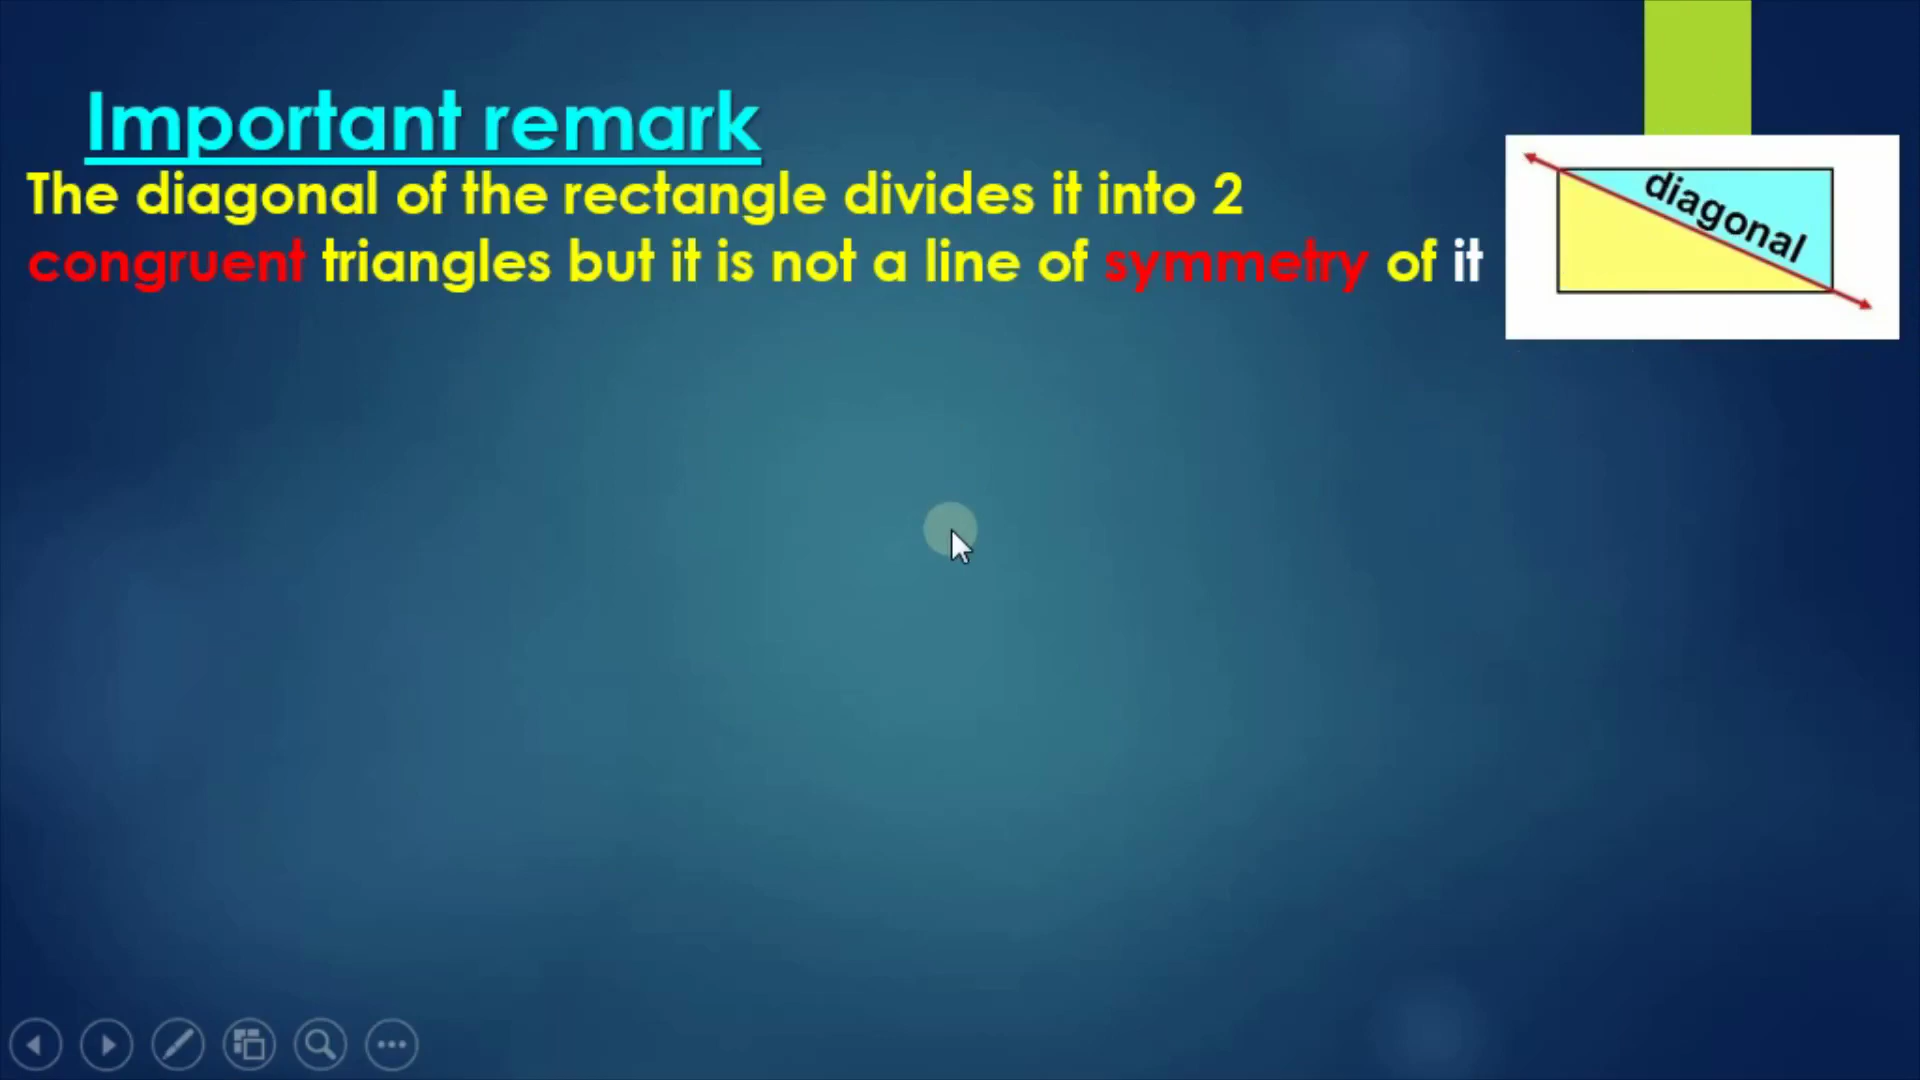 Important remark
The diagonal of the rectangle divides it into 2
congruent triangles but it is not a line of symmetry of it
diagonal